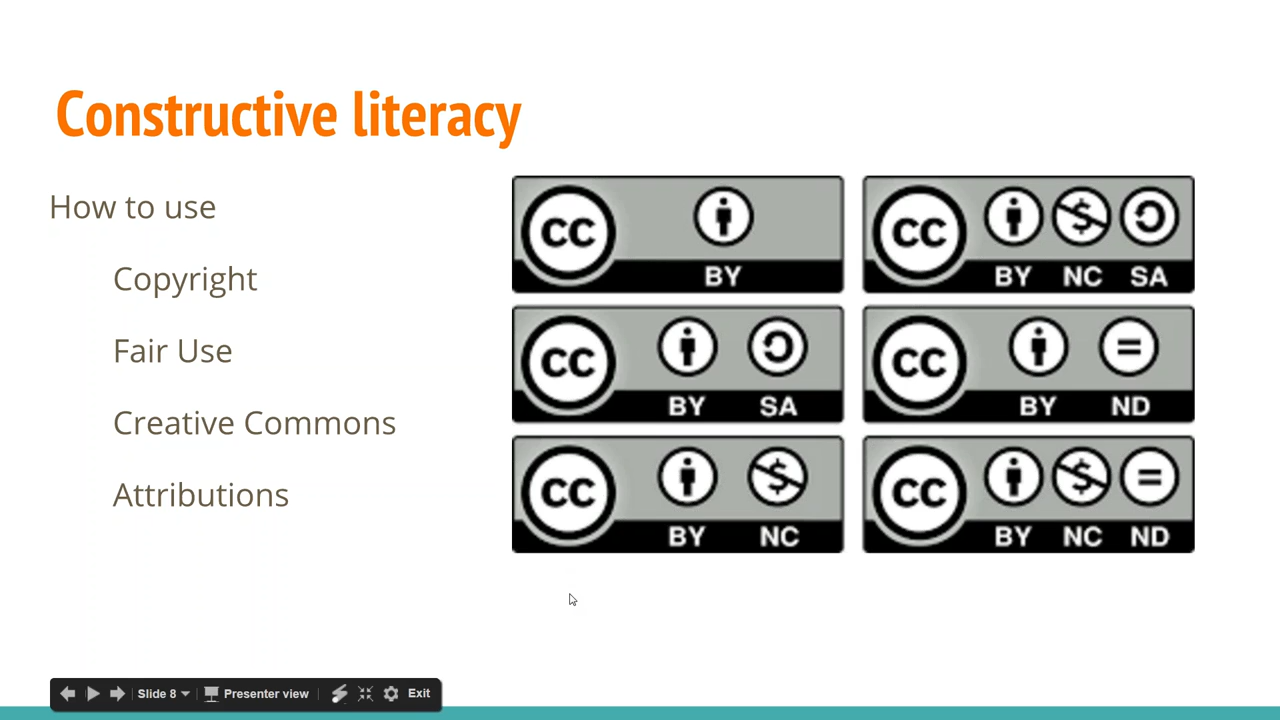 Constructive literacy
How to use
Copyright
Fair Use
Creative Commons
Attributions
CC
BY
CC
BY NC SA
CC
BY SA
CC
BY ND
CC
BY NC
CC
BY NC ND
Slide 8 Presenter view Exit